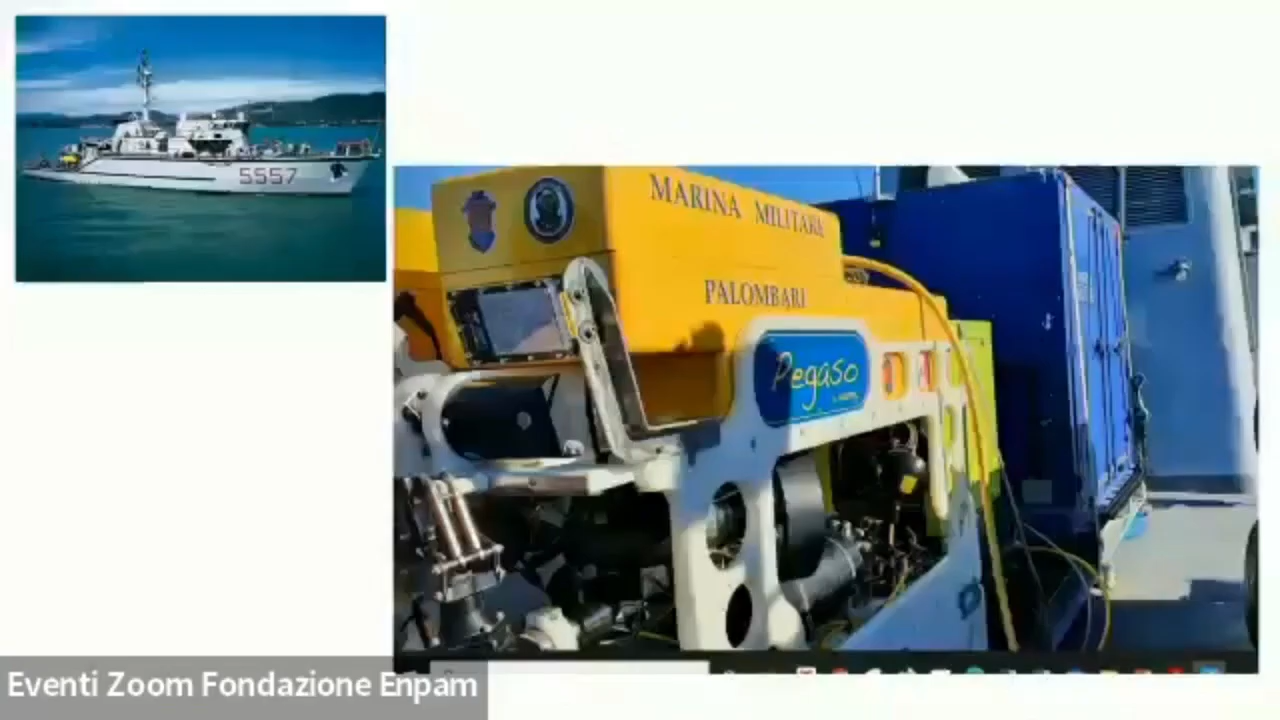 5557
MARINA MILITARE
PALOMBARI
Pegaso
Eventi Zoom Fondazione Enpam